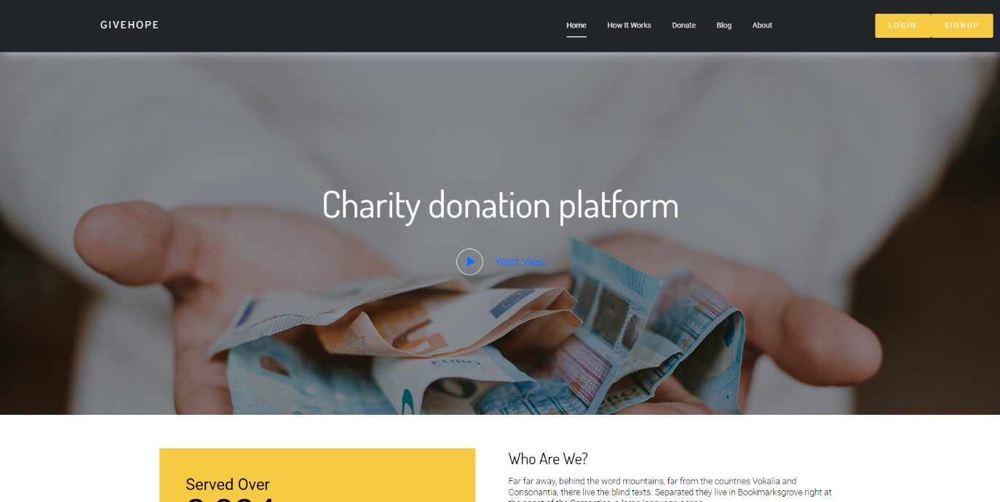 GIVEHOPE
Home How It Works Donate Blog About
LOGIN SIGNUP
Charity donation platform
Watch Video
EURO
Served Over
Who Are We?
Far far away, behind the word mountains, far from the countries Vokalia and
Consonantia, there live the blind texts. Separated they live in Bookmarksgrove right at